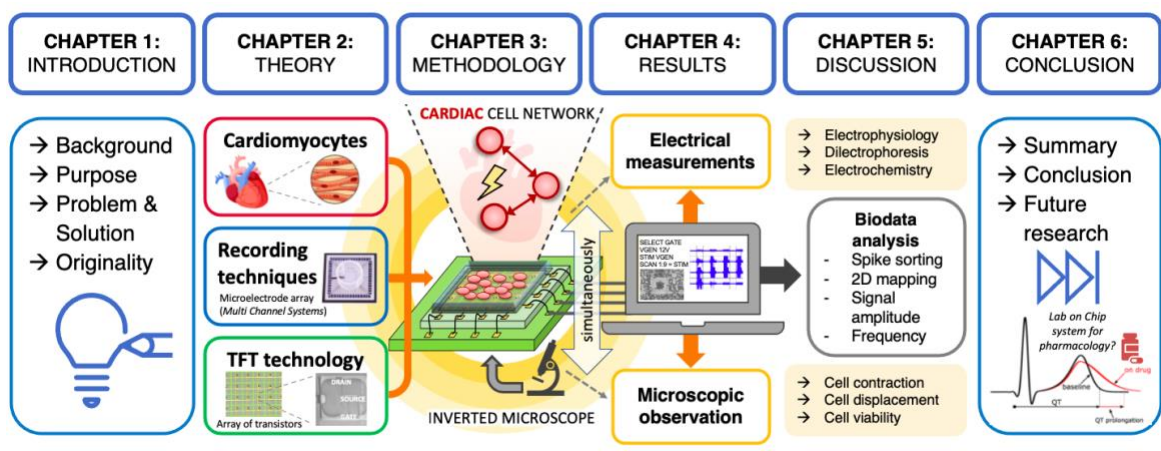 CHAPTER 1:
INTRODUCTION
CHAPTER 2:
THEORY
CHAPTER 3:
METHODOLOGY
CHAPTER 4:
RESULTS
CHAPTER 5:
DISCUSSION
CHAPTER 6:
CONCLUSION
→ Background
→ Purpose
→ Problem &
Solution
→ Originality
Cardiomyocytes
Recording
techniques
Microelectrode array
(Multi Channel Systems)
TFT technology
DRAIN
SOURCE
GATE
Array of transistors
CARDIAC CELL NETWORK
simultaneously
INVERTED MICROSCOPE
Electrical
measurements
SELECT GATE
VGEN 12V
STIM VGEN
SCAN 1:9 = STIM
Microscopic
observation
→ Electrophysiology
→ Dilectrophoresis
→ Electrochemistry
Biodata
analysis
- Spike sorting
- 2D mapping
- Signal
amplitude
- Frequency
→ Cell contraction
→ Cell displacement
→ Cell viability
→ Summary
→ Conclusion
→ Future
research
Lab on Chip
system for
pharmacology?
on drug
baseline
QT
QT prolongation